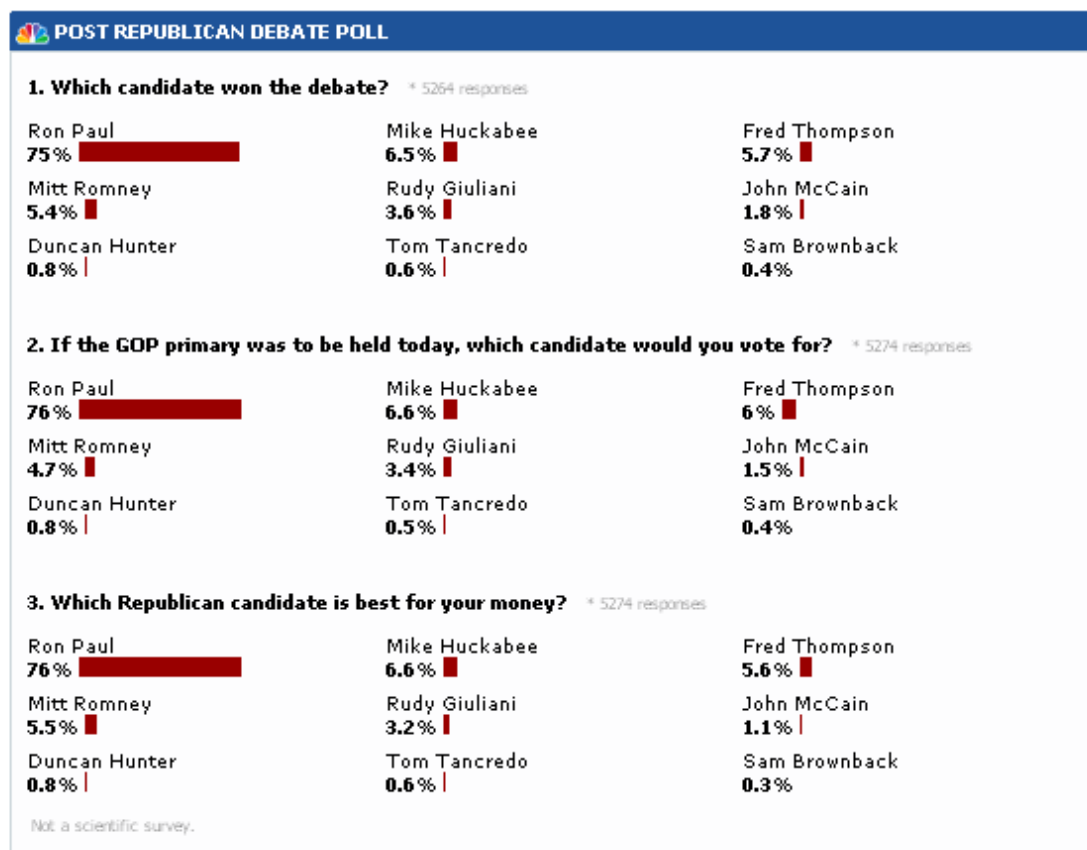 POST REPUBLICAN DEBATE POLL
1. Which candidate won the debate? * 5264 responses
Ron Paul Mike Huckabee Fred Thompson
75% 6.5% 5.7%
Mitt Romney Rudy Giuliani John McCain
5.4% 3.6% 1.8%
Duncan Hunter Tom Tancredo Sam Brownback
0.8% 0.6% 0.4%
2. If the GOP primary was to be held today, which candidate would you vote for? * 5274 responses
Ron Paul Mike Huckabee Fred Thompson
76% 6.6% 6%
Mitt Romney Rudy Giuliani John McCain
4.7% 3.4% 1.5%
Duncan Hunter Tom Tancredo Sam Brownback
0.8% 0.5% 0.4%
3. Which Republican candidate is best for your money? * 5274 responses
Ron Paul Mike Huckabee Fred Thompson
76% 6.6% 5.6%
Mitt Romney Rudy Giuliani John McCain
5.5% 3.2% 1.1%
Duncan Hunter Tom Tancredo Sam Brownback
0.8% 0.6% 0.3%
Not a scientific survey.